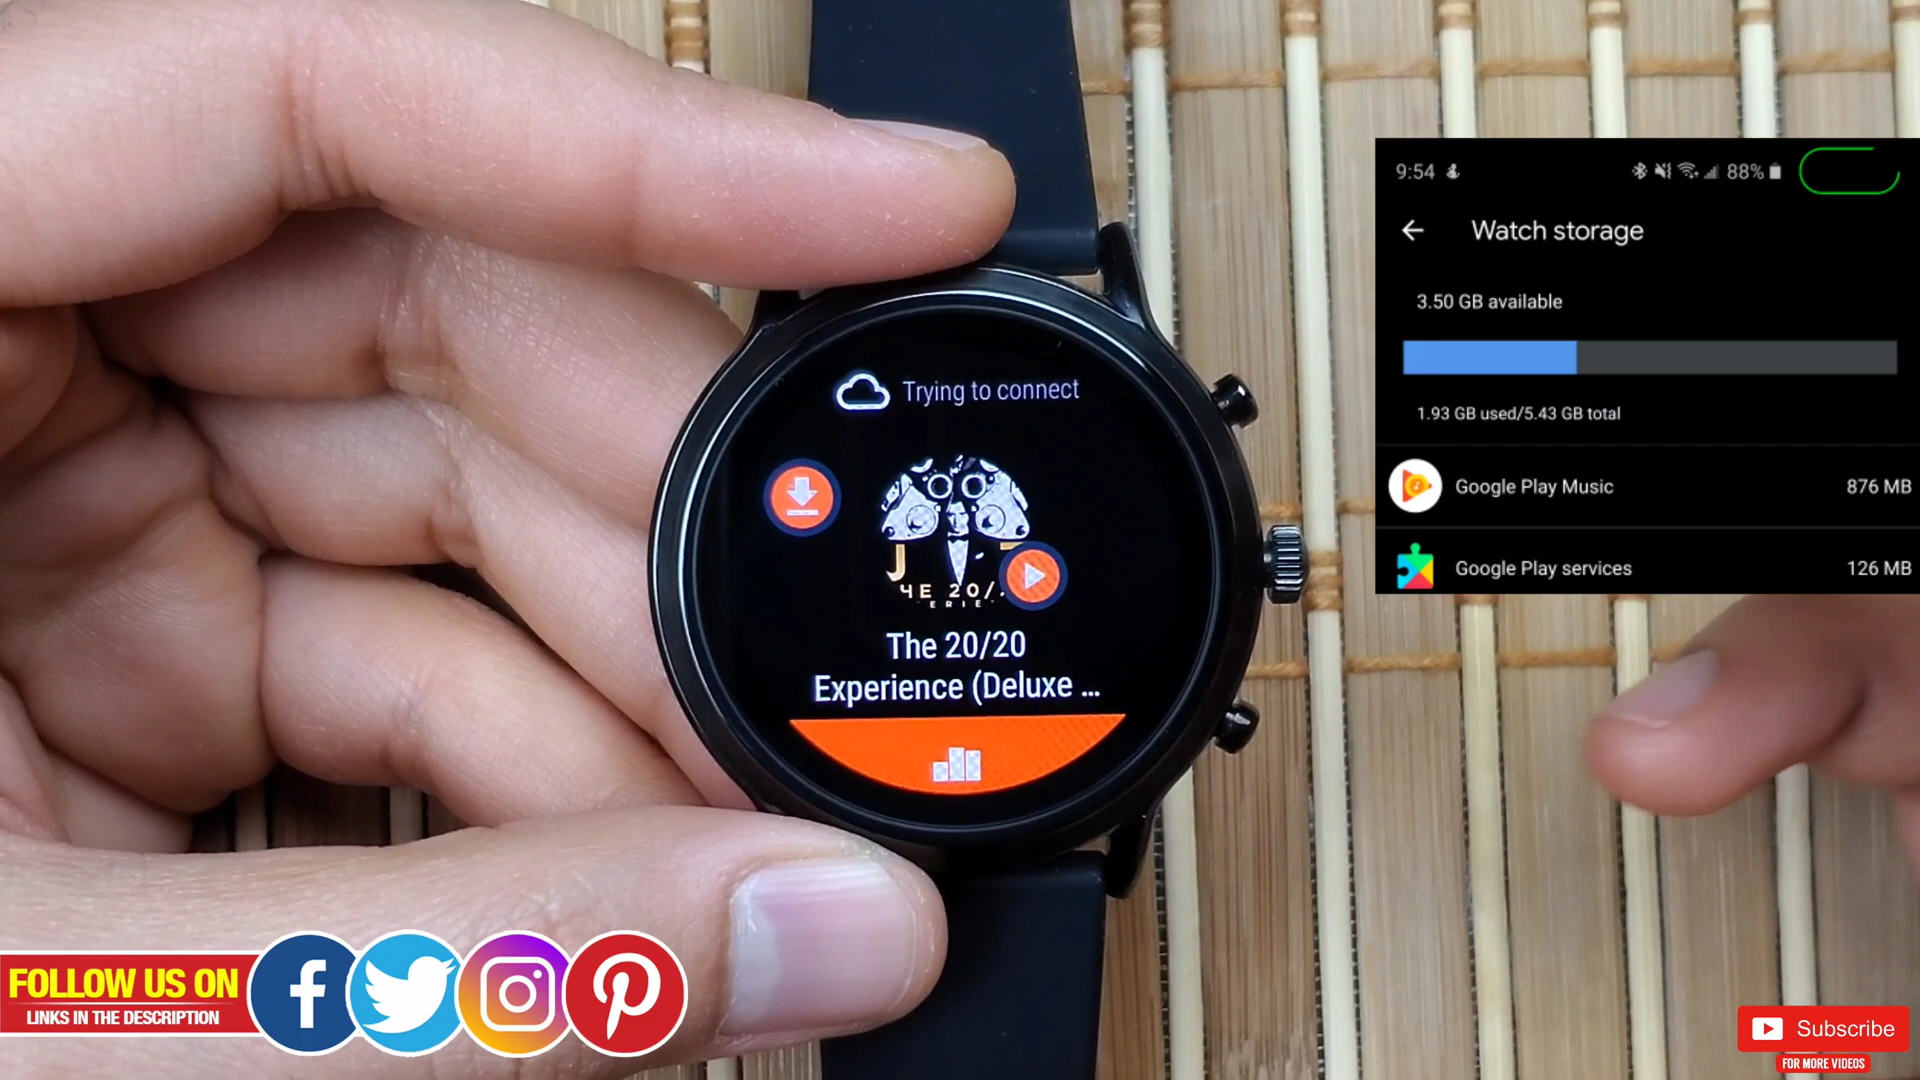 Trying to connect
The 20/20
Experience (Deluxe ...
9:54
88%
Watch storage
3.50 GB available
1.93 GB used/5.43 GB total
Google Play Music
876 MB
Google Play services
126 MB
FOLLOW US ON
LINKS IN THE DESCRIPTION
Subscribe
FOR MORE VIDEOS